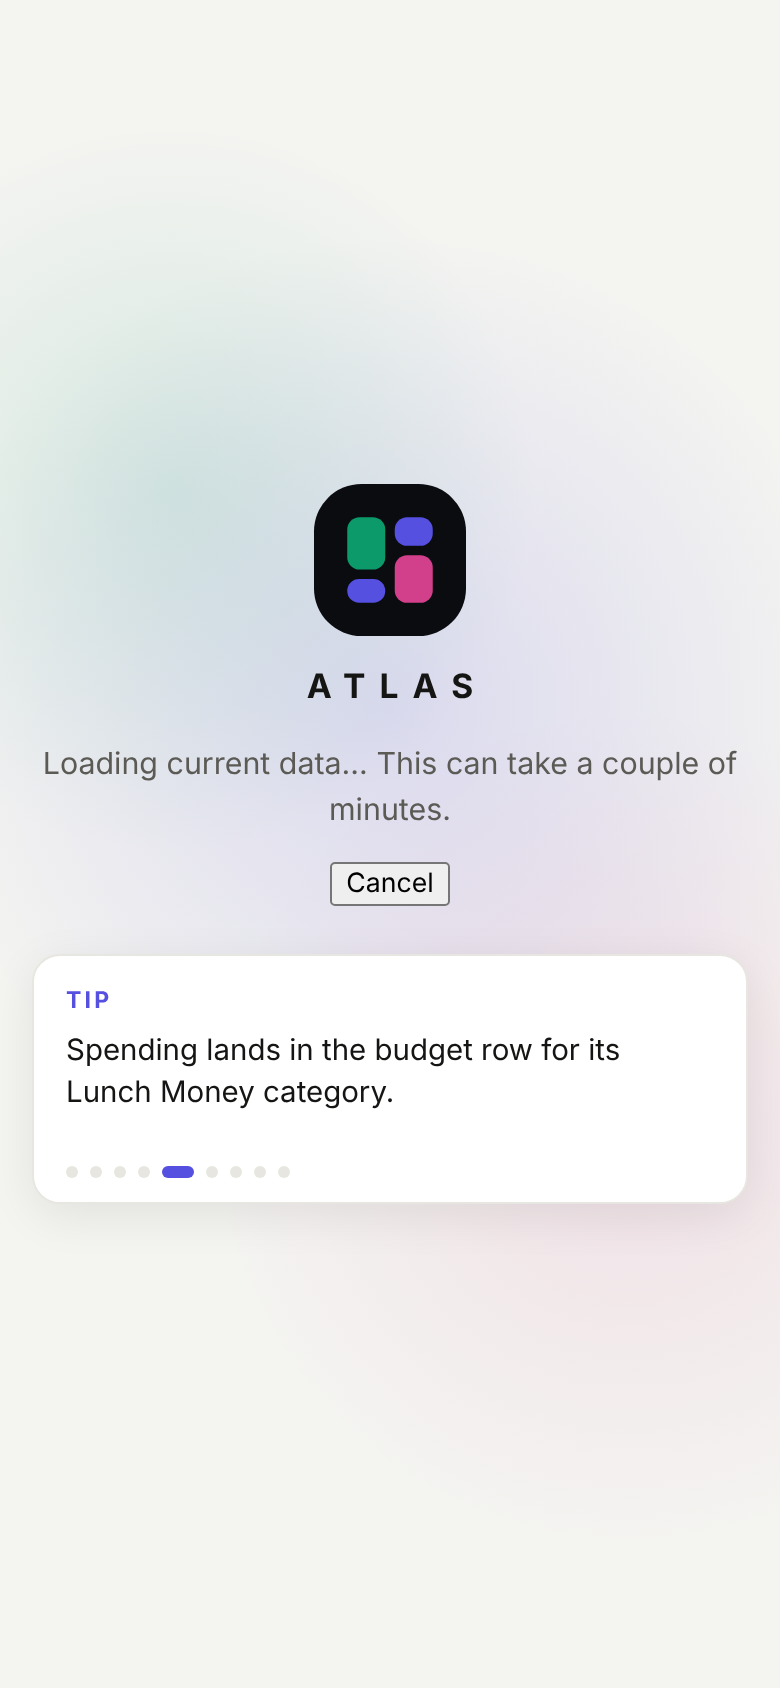 ATLAS
Loading current data... This can take a couple of
minutes.
Cancel
TIP
Spending lands in the budget row for its
Lunch Money category.